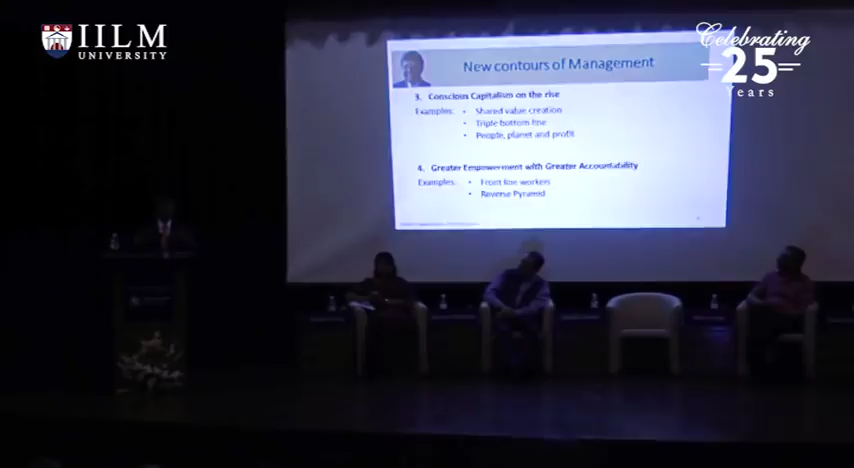 IILM
UNIVERSITY
Celebrating
25
Years
New contours of Management
3. Conscious Capitalism on the rise
Examples: • Shared value creation
• Triple bottom line
• People, planet and profit
4. Greater Empowerment with Greater Accountability
Examples: • Front line workers
• Reverse Pyramid